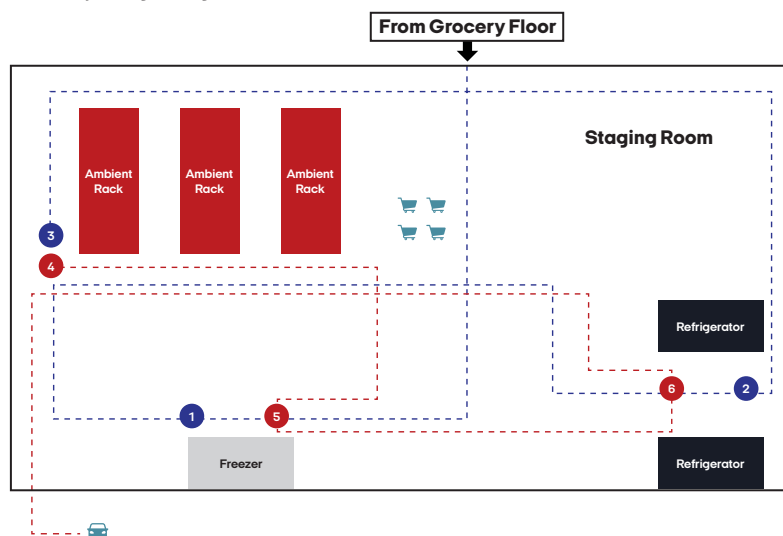 From Grocery Floor
Staging Room
Ambient
Rack
Ambient
Rack
Ambient
Rack
3
4
Refrigerator
6
2
1
5
Freezer
Refrigerator